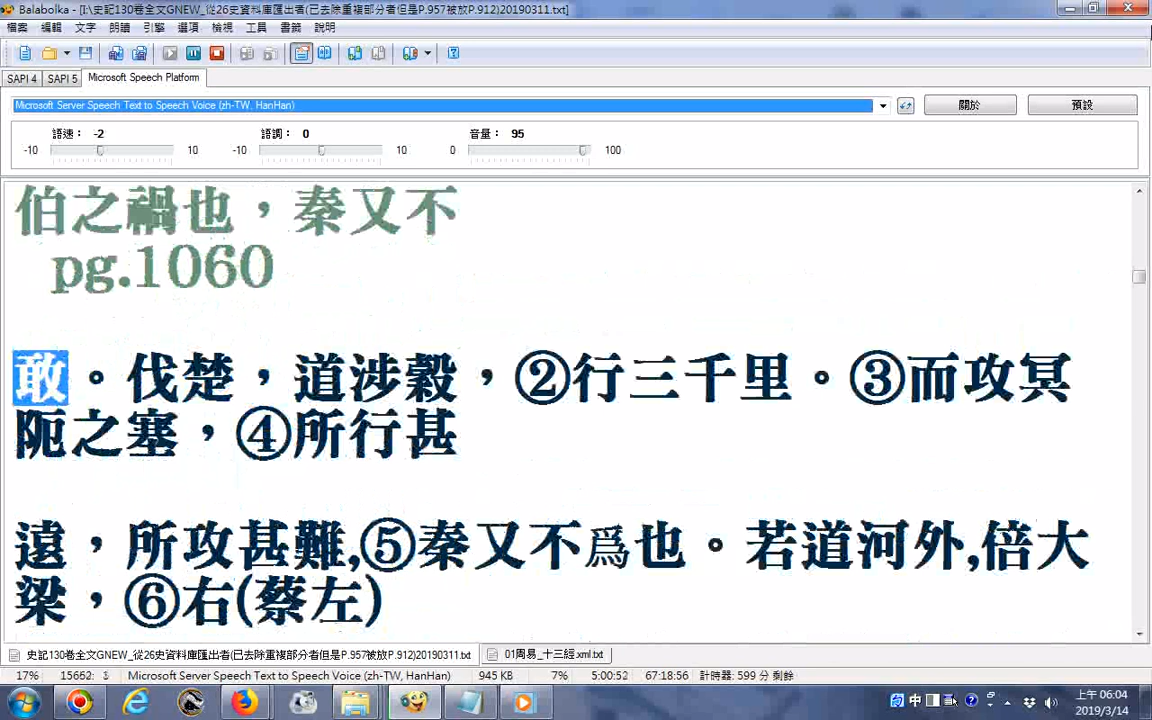 Balabolka - [I:\史記130卷全文GNEW_從26史資料庫匯出者(已去除重複部分者但是P.957被放P.912)20190311.txt]
檔案 編輯 文字 朗讀 引擎 選項 檢視 工具 書籤 說明
SAPI 4 SAPI 5 Microsoft Speech Platform
Microsoft Server Speech Text to Speech Voice (zh-TW, HanHan) 關於 預設
語速： -2 語調： 0 音量： 95
-10 10 -10 10 0 100
伯之禍也，秦又不
pg.1060
敢。伐楚，道涉穀，②行三千里。③而攻冥
阨之塞，④所行甚
遠，所攻甚難,⑤秦又不爲也。若道河外,倍大
梁，⑥右(蔡左)
史記130卷全文GNEW_從26史資料庫匯出者(已去除重複部分者但是P.957被放P.912)20190311.txt 01周易_十三經.xml.txt
17% 15662: Microsoft Server Speech Text to Speech Voice (zh-TW, HanHan) 945 KB 7% 5:00:52 67:18:56 計時器: 599 分 剩餘
中 上午 06:04
2019/3/14